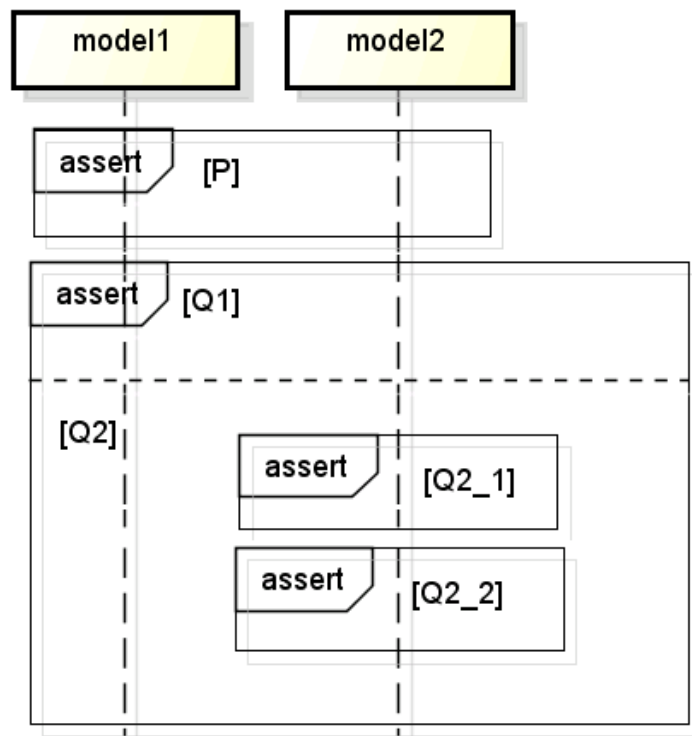 model1 model2
assert [P]
assert [Q1]
[Q2]
assert [Q2_1]
assert [Q2_2]